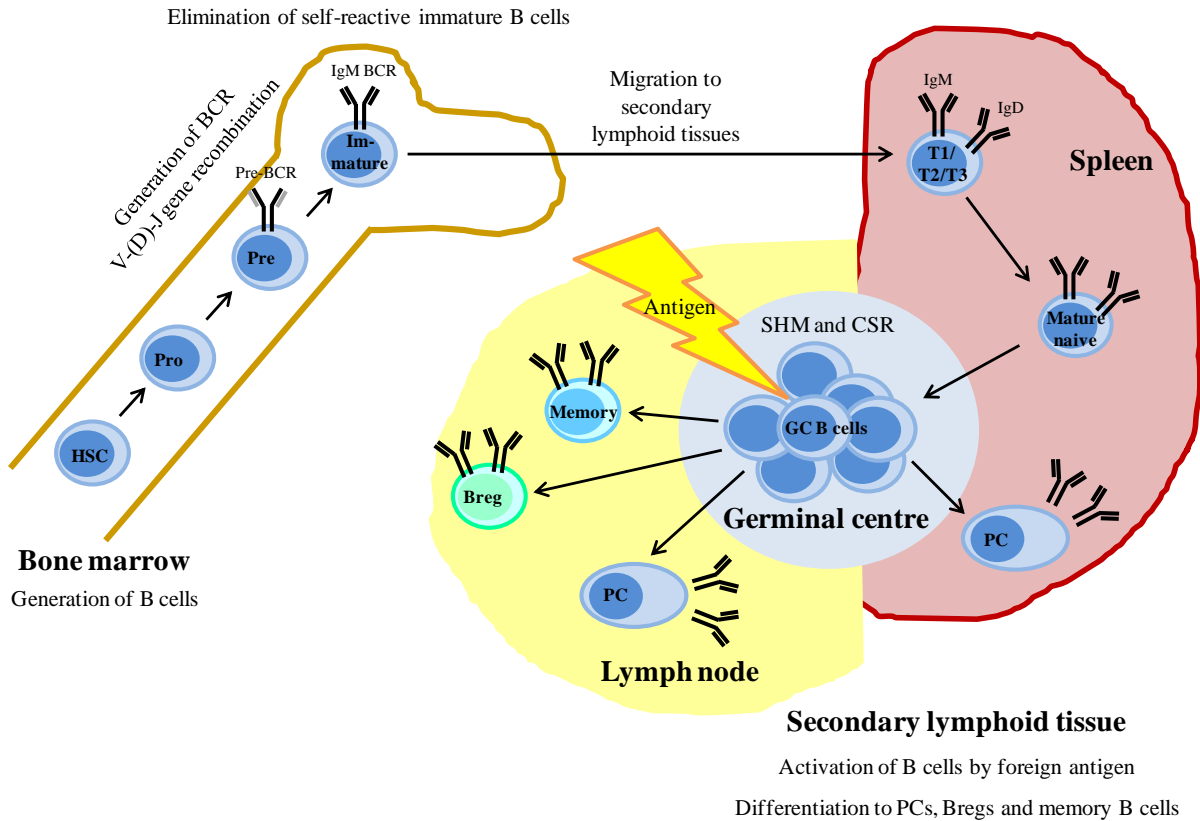 Elimination of self-reactive immature B cells
Generation of BCR
V-(D)-J gene recombination
IgM BCR
Im-
mature
Pre-BCR
Pre
Pro
HSC
Bone marrow
Generation of B cells
Migration to
secondary
lymphoid tissues
IgM
IgD
T1/
T2/T3
Spleen
Mature
naive
Antigen
SHM and CSR
Memory
GC B cells
Breg
Germinal centre
PC
PC
Lymph node
Secondary lymphoid tissue
Activation of B cells by foreign antigen
Differentiation to PCs, Bregs and memory B cells